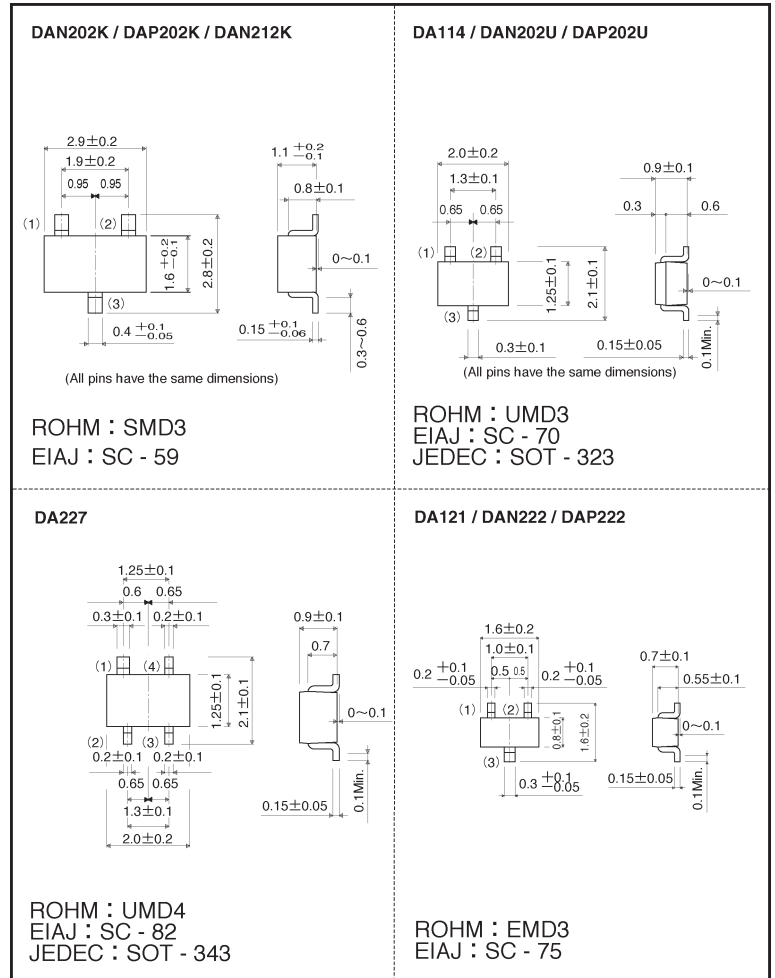 DAN202K / DAP202K / DAN212K
2.9±0.2
1.9±0.2
0.95 0.95
(1) (2)
(3)
1.6 +0.2 −0.1
2.8±0.2
0.4 +0.1 −0.05
1.1 +0.2 −0.1
0.8±0.1
0～0.1
0.15 +0.1 −0.06
0.3～0.6
(All pins have the same dimensions)
ROHM : SMD3
EIAJ : SC - 59
DA114 / DAN202U / DAP202U
2.0±0.2
1.3±0.1
0.65 0.65
(1) (2)
(3)
1.25±0.1
2.1±0.1
0.3±0.1
0.9±0.1
0.3 0.6
0～0.1
0.15±0.05
0.1Min.
(All pins have the same dimensions)
ROHM : UMD3
EIAJ : SC - 70
JEDEC : SOT - 323
DA227
1.25±0.1
0.6 0.65
0.3±0.1 0.2±0.1
(1) (4)
(2) (3)
1.25±0.1
2.1±0.1
0.2±0.1 0.2±0.1
0.65 0.65
1.3±0.1
2.0±0.2
0.9±0.1
0.7
0～0.1
0.15±0.05
0.1Min.
ROHM : UMD4
EIAJ : SC - 82
JEDEC : SOT - 343
DA121 / DAN222 / DAP222
1.6±0.2
1.0±0.1
0.2 +0.1 −0.05 0.5 0.5 0.2 +0.1 −0.05
(1) (2)
(3)
0.8±0.1
1.6±0.2
0.3 +0.1 −0.05
0.7±0.1
0.55±0.1
0～0.1
0.15±0.05
0.1Min.
ROHM : EMD3
EIAJ : SC - 75